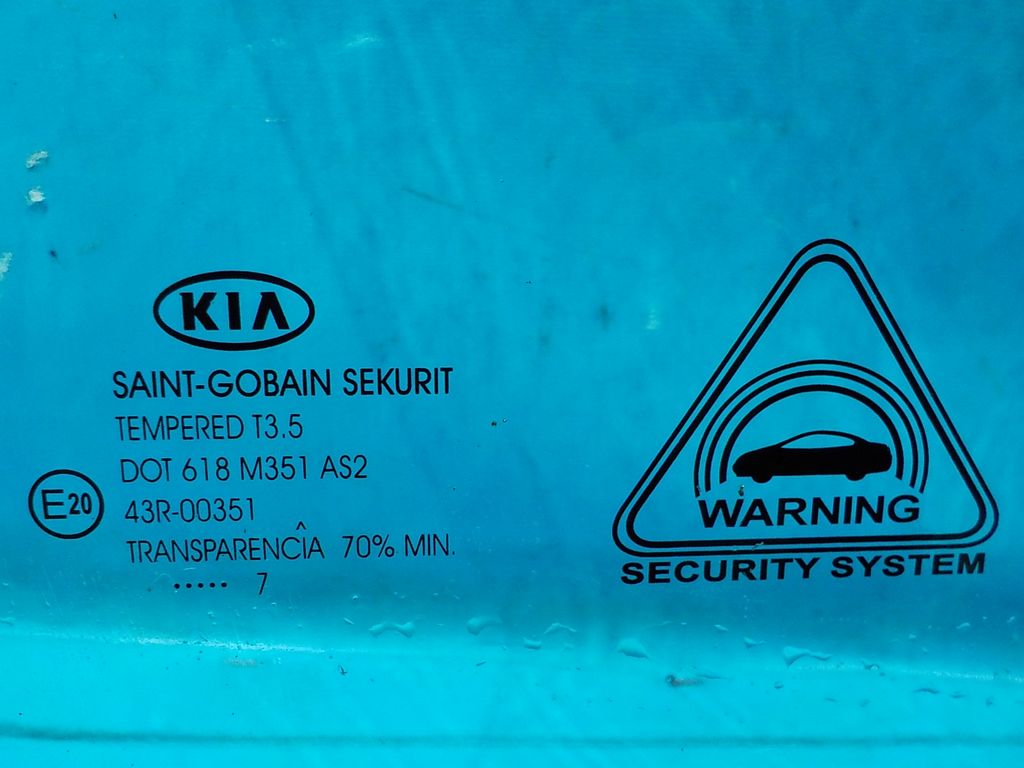 KIA
SAINT-GOBAIN SEKURIT
TEMPERED T3.5
DOT 618 M351 AS2
E20
43R-00351
TRANSPARENCÎA 70% MIN.
..... 7
WARNING
SECURITY SYSTEM